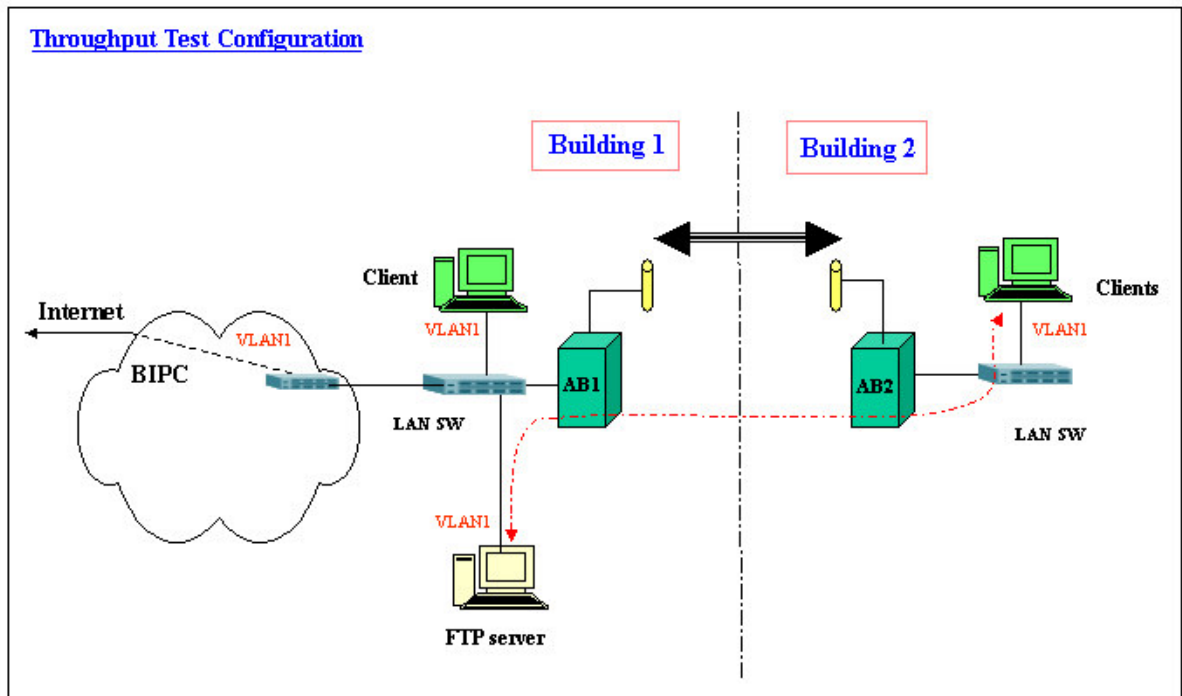 Throughput Test Configuration
Building 1
Building 2
Client
Clients
Internet
VLAN1
VLAN1
VLAN1
BIPC
AB1
AB2
LAN SW
LAN SW
VLAN1
FTP server